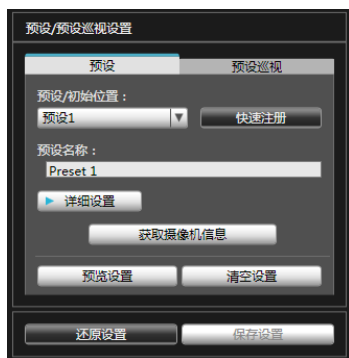 预设/预设巡视设置
预设 预设巡视
预设/初始位置：
预设1 快速注册
预设名称：
Preset 1
详细设置
获取摄像机信息
预览设置 清空设置
还原设置 保存设置